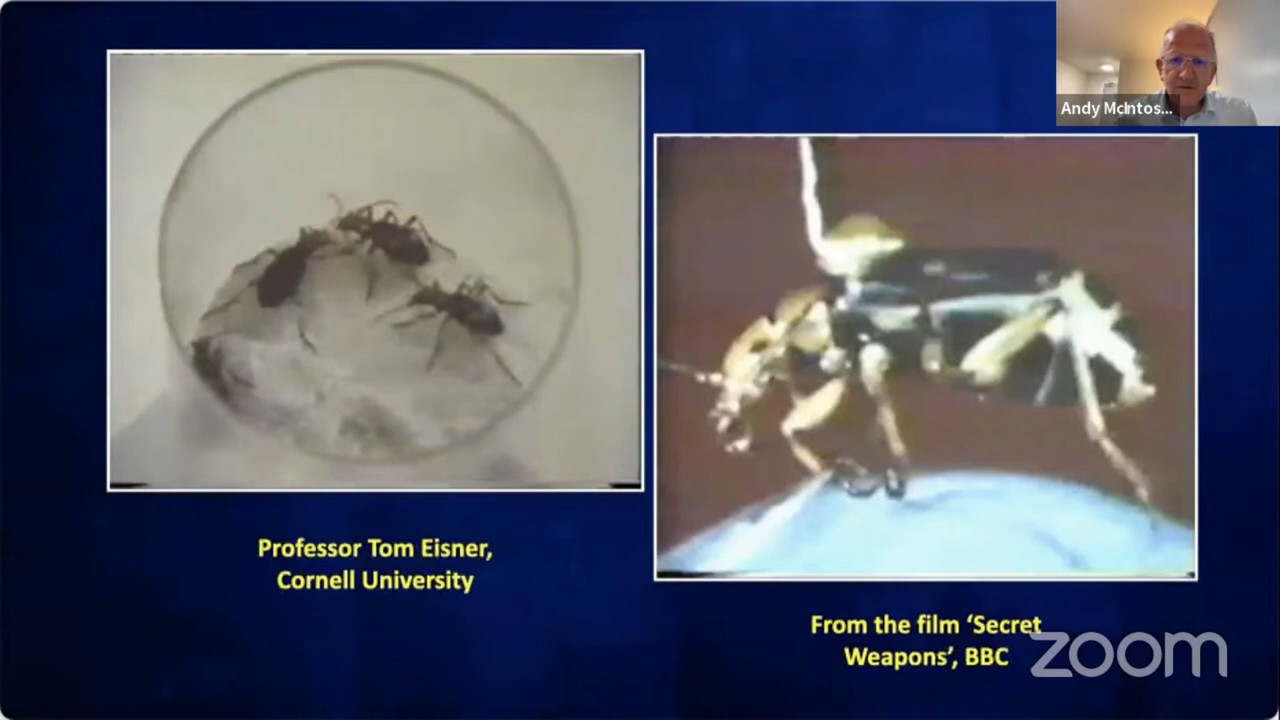 Andy McIntos...
Professor Tom Eisner,
Cornell University
From the film ‘Secret
Weapons’, BBC
zoom